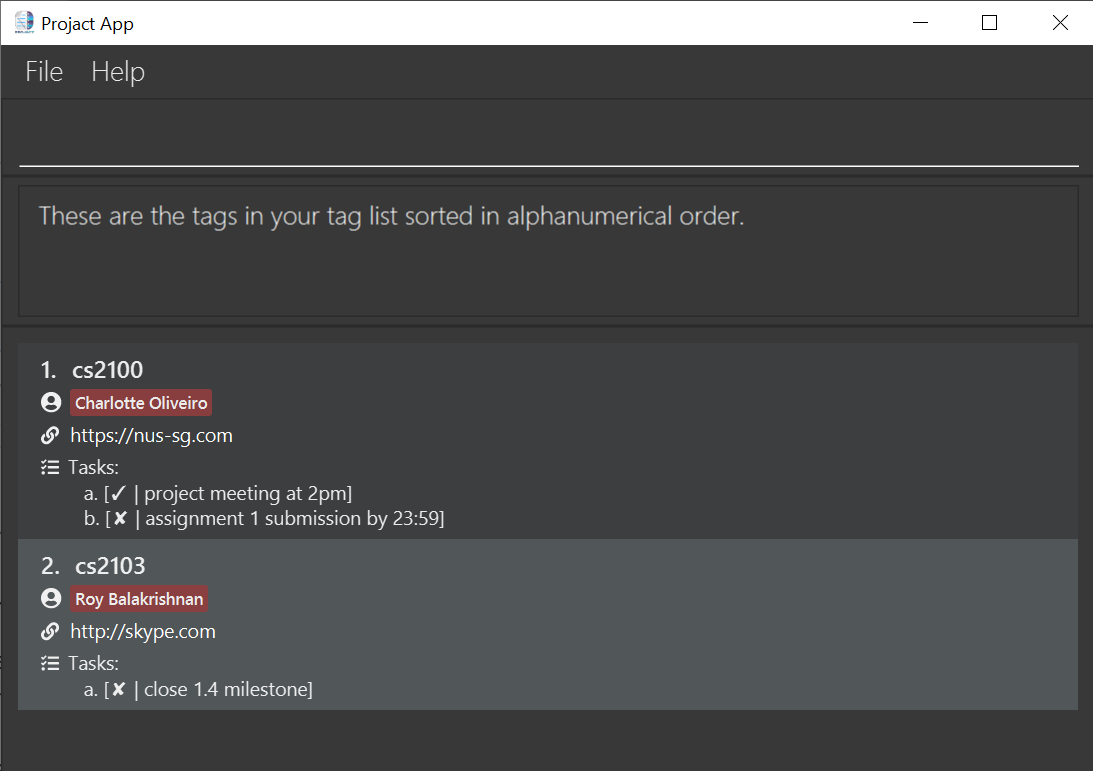 Project App
File Help
These are the tags in your tag list sorted in alphanumerical order.
1. cs2100
Charlotte Oliveiro
https://nus-sg.com
Tasks:
a. [✓ | project meeting at 2pm]
b. [✘ | assignment 1 submission by 23:59]
2. cs2103
Roy Balakrishnan
http://skype.com
Tasks:
a. [✘ | close 1.4 milestone]